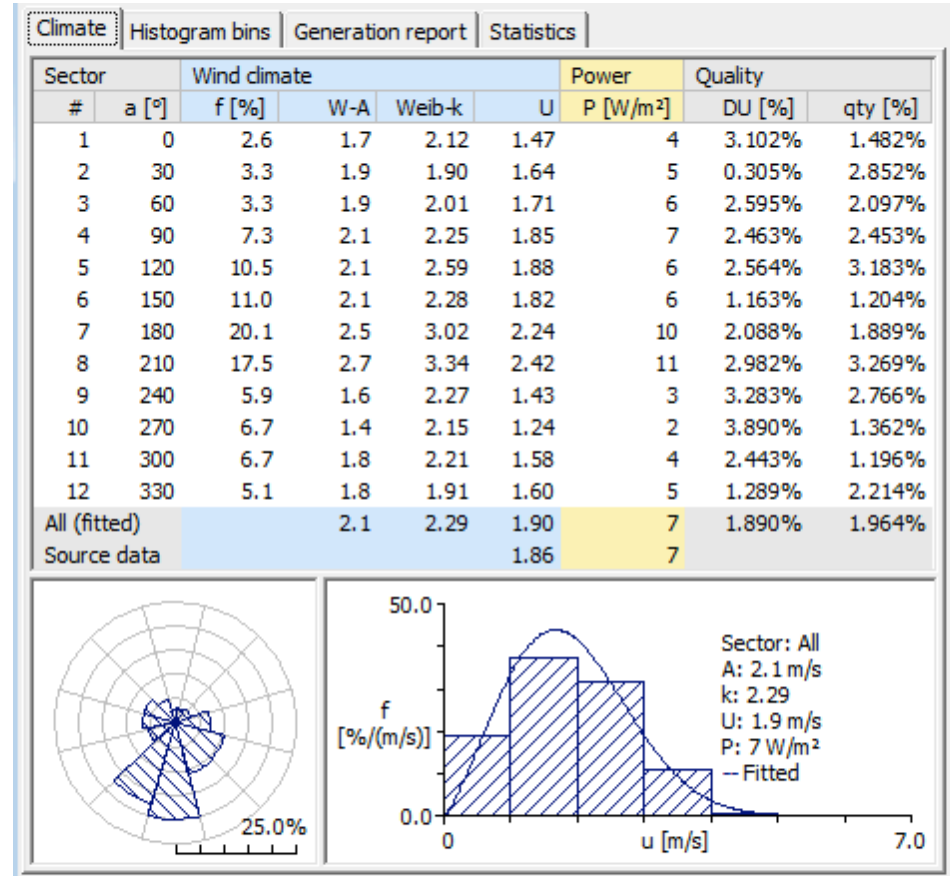 Climate Histogram bins Generation report Statistics
Sector Wind climate Power Quality
# a [°] f [%] W-A Weib-k U P [W/m²] DU [%] qty [%]
1 0 2.6 1.7 2.12 1.47 4 3.102% 1.482%
2 30 3.3 1.9 1.90 1.64 5 0.305% 2.852%
3 60 3.3 1.9 2.01 1.71 6 2.595% 2.097%
4 90 7.3 2.1 2.25 1.85 7 2.463% 2.453%
5 120 10.5 2.1 2.59 1.88 6 2.564% 3.183%
6 150 11.0 2.1 2.28 1.82 6 1.163% 1.204%
7 180 20.1 2.5 3.02 2.24 10 2.088% 1.889%
8 210 17.5 2.7 3.34 2.42 11 2.982% 3.269%
9 240 5.9 1.6 2.27 1.43 3 3.283% 2.766%
10 270 6.7 1.4 2.15 1.24 2 3.890% 1.362%
11 300 6.7 1.8 2.21 1.58 4 2.443% 1.196%
12 330 5.1 1.8 1.91 1.60 5 1.289% 2.214%
All (fitted) 2.1 2.29 1.90 7 1.890% 1.964%
Source data 1.86 7
25.0%
50.0
f
[%/(m/s)]
0.0
0 u [m/s] 7.0
Sector: All
A: 2.1 m/s
k: 2.29
U: 1.9 m/s
P: 7 W/m²
-- Fitted